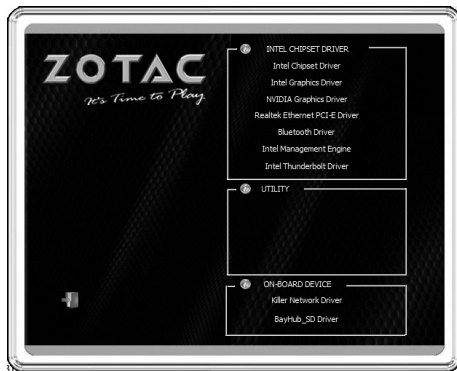 ZOTAC
It's Time to Play
INTEL CHIPSET DRIVER
Intel Chipset Driver
Intel Graphics Driver
NVIDIA Graphics Driver
Realtek Ethernet PCI-E Driver
Bluetooth Driver
Intel Management Engine
Intel Thunderbolt Driver
UTILITY
ON-BOARD DEVICE
Killer Network Driver
BayHub_SD Driver